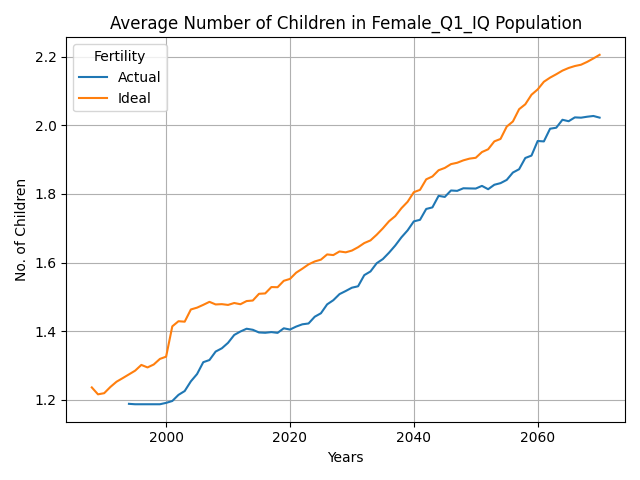 Average Number of Children in Female_Q1_IQ Population
Fertility
Actual
Ideal
No. of Children
2.2
2.0
1.8
1.6
1.4
1.2
2000 2020 2040 2060
Years